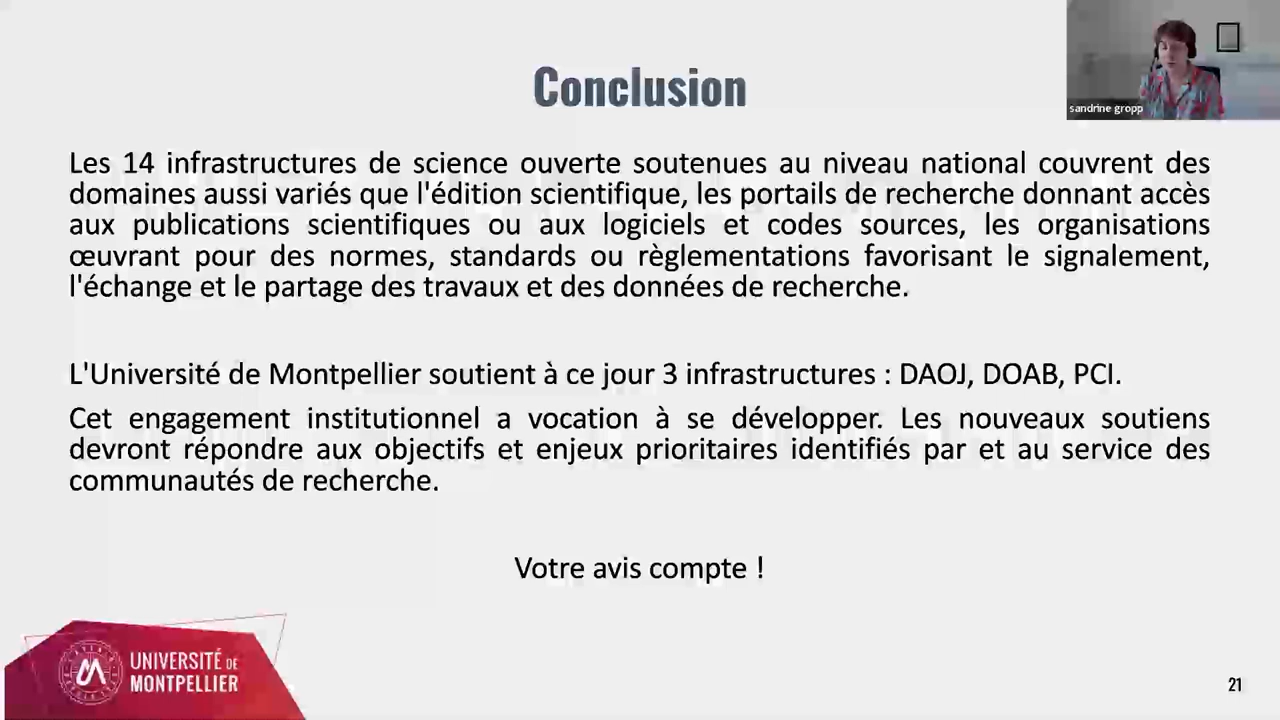 Conclusion
sandrine gropp
Les 14 infrastructures de science ouverte soutenues au niveau national couvrent des
domaines aussi variés que l'édition scientifique, les portails de recherche donnant accès
aux publications scientifiques ou aux logiciels et codes sources, les organisations
œuvrant pour des normes, standards ou règlementations favorisant le signalement,
l'échange et le partage des travaux et des données de recherche.
L'Université de Montpellier soutient à ce jour 3 infrastructures : DAOJ, DOAB, PCI.
Cet engagement institutionnel a vocation à se développer. Les nouveaux soutiens
devront répondre aux objectifs et enjeux prioritaires identifiés par et au service des
communautés de recherche.
Votre avis compte !
UNIVERSITÉ DE
MONTPELLIER
21